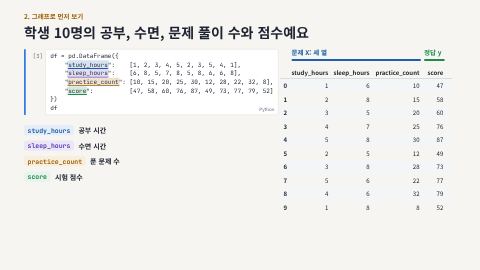 2. 그래프로 먼저 보기
학생 10명의 공부, 수면, 문제 풀이 수와 점수예요
[3] df = pd.DataFrame({
"study_hours": [1, 2, 3, 4, 5, 2, 3, 5, 4, 1],
"sleep_hours": [6, 8, 5, 7, 8, 5, 8, 6, 6, 8],
"practice_count": [10, 15, 20, 25, 30, 12, 28, 22, 32, 8],
"score": [47, 58, 60, 76, 87, 49, 73, 77, 79, 52]
})
df
Python
study_hours 공부 시간
sleep_hours 수면 시간
practice_count 푼 문제 수
score 시험 점수
문제 X: 세 열 정답 y
study_hours sleep_hours practice_count score
0 1 6 10 47
1 2 8 15 58
2 3 5 20 60
3 4 7 25 76
4 5 8 30 87
5 2 5 12 49
6 3 8 28 73
7 5 6 22 77
8 4 6 32 79
9 1 8 8 52